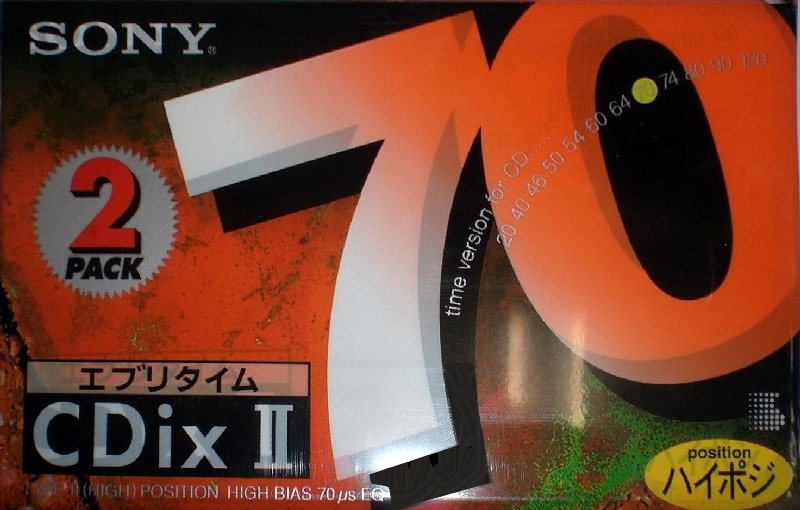 SONY
70
2
PACK
time version for CD.....
20 40 46 50 54 60 64 70 74 80 90 120
エブリタイム
CDix II
TYPE II (HIGH) POSITION HIGH BIAS 70 μs EQ
position
ハイポジ